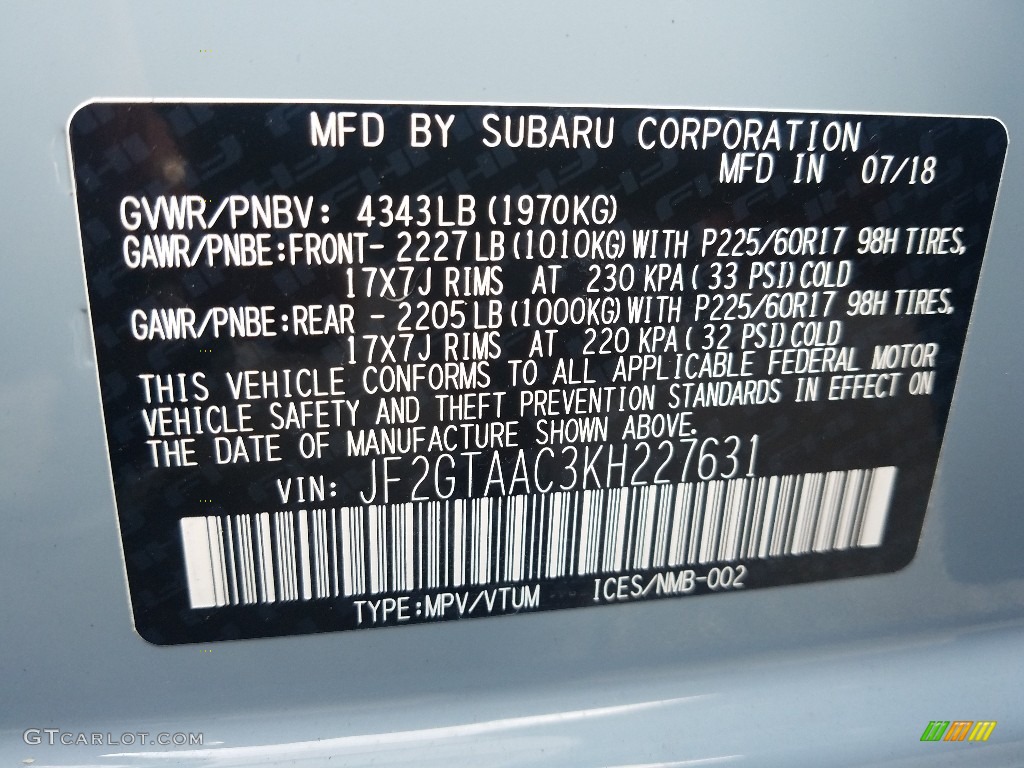 MFD BY SUBARU CORPORATION
MFD IN 07/18
GVWR/PNBV: 4343LB (1970KG)
GAWR/PNBE:FRONT- 2227 LB (1010KG) WITH P225/60R17 98H TIRES,
17X7J RIMS AT 230 KPA ( 33 PSI) COLD
GAWR/PNBE:REAR - 2205 LB (1000KG) WITH P225/60R17 98H TIRES,
17X7J RIMS AT 220 KPA ( 32 PSI) COLD
THIS VEHICLE CONFORMS TO ALL APPLICABLE FEDERAL MOTOR
VEHICLE SAFETY AND THEFT PREVENTION STANDARDS IN EFFECT ON
THE DATE OF MANUFACTURE SHOWN ABOVE.
VIN: JF2GTAAC3KH227631
TYPE:MPV/VTUM ICES/NMB-002
GTCARLOT.COM